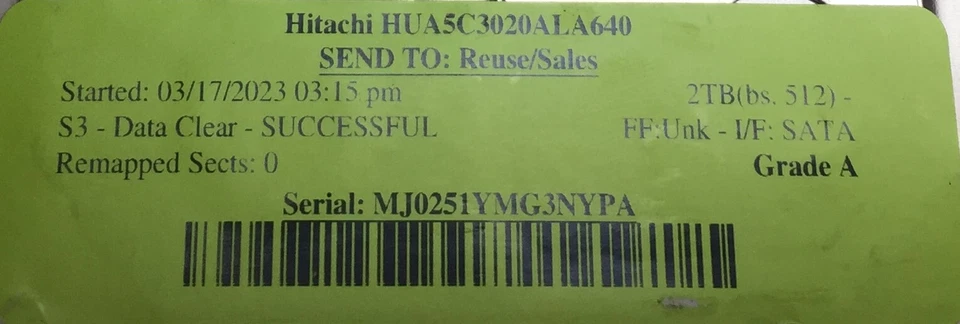 Hitachi HUA5C3020ALA640
SEND TO: Reuse/Sales
Started: 03/17/2023 03:15 pm
2TB(bs. 512) -
S3 - Data Clear - SUCCESSFUL
FF:Unk - I/F: SATA
Remapped Sects: 0
Grade A
Serial: MJ0251YMG3NYPA